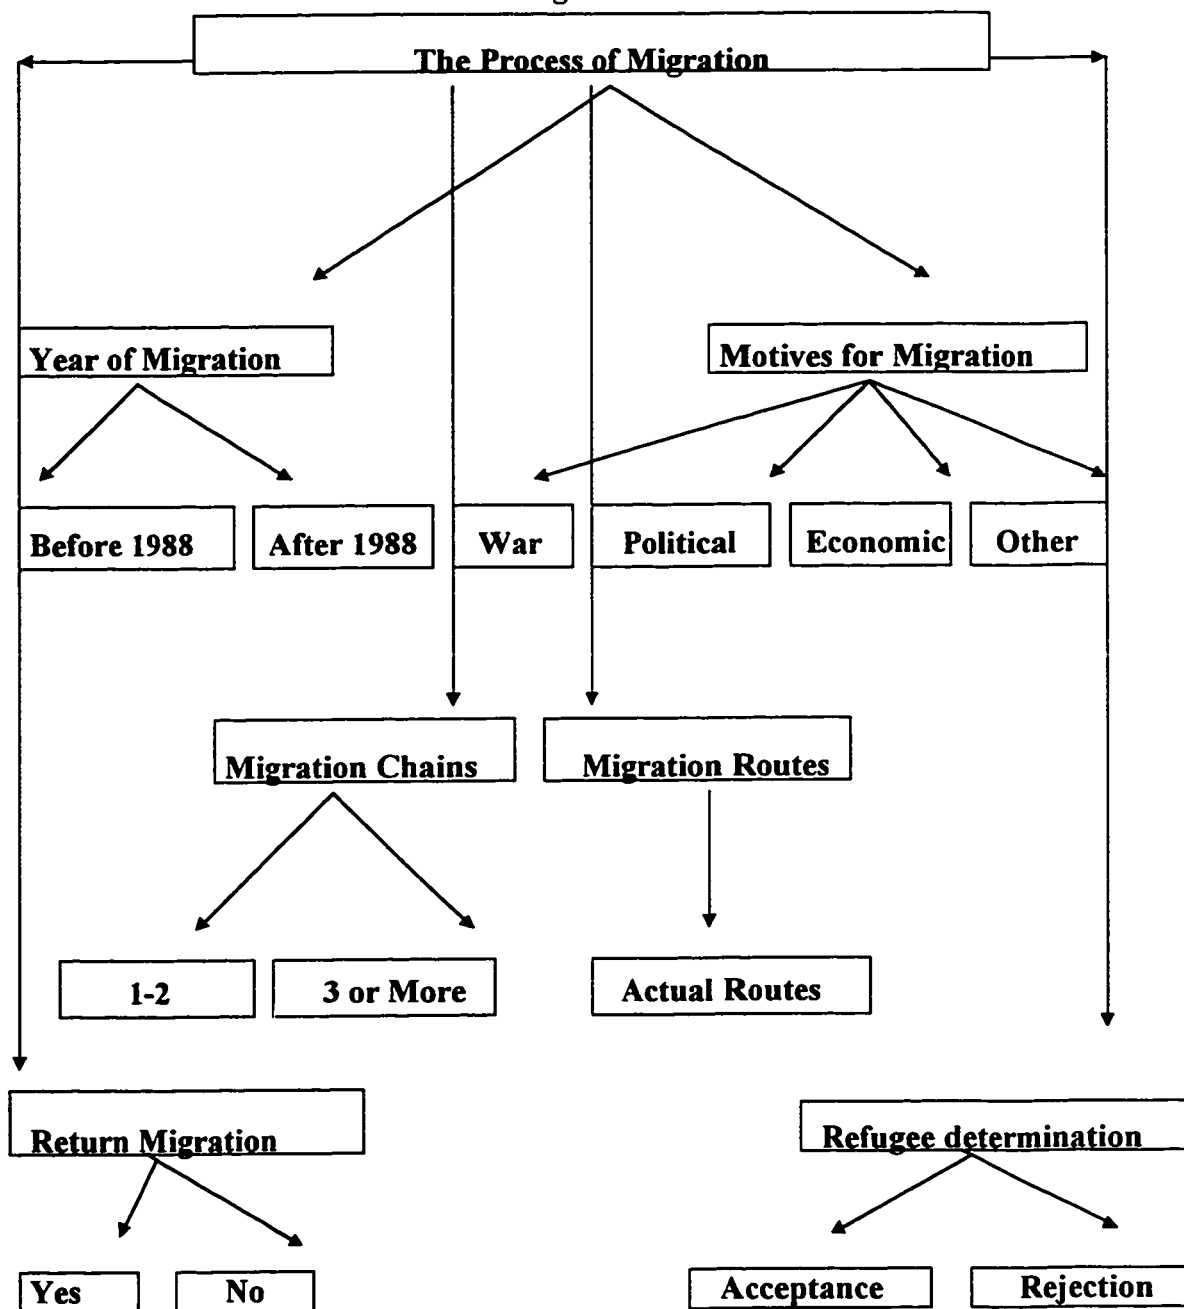 The Process of Migration
Year of Migration
Motives for Migration
Before 1988
After 1988
War
Political
Economic
Other
Migration Chains
Migration Routes
1-2
3 or More
Actual Routes
Return Migration
Refugee determination
Yes
No
Acceptance
Rejection